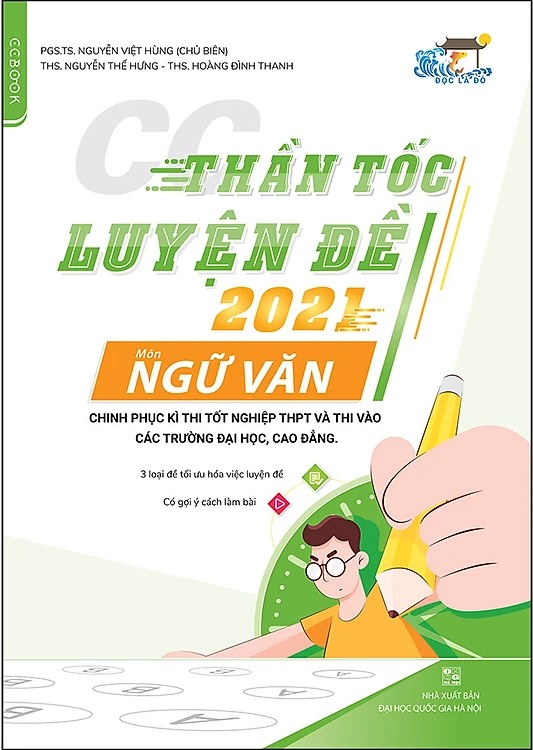 CCBOOK
PGS.TS. NGUYỄN VIỆT HÙNG (CHỦ BIÊN)
THS. NGUYỄN THẾ HƯNG - THS. HOÀNG ĐÌNH THANH
ĐỌC LÀ ĐỖ
CC
THẦN TỐC
LUYỆN ĐỀ
2021
Môn
NGỮ VĂN
CHINH PHỤC KÌ THI TỐT NGHIỆP THPT VÀ THI VÀO
CÁC TRƯỜNG ĐẠI HỌC, CAO ĐẲNG.
3 loại đề tối ưu hóa việc luyện đề
Có gợi ý cách làm bài
NHÀ XUẤT BẢN
ĐẠI HỌC QUỐC GIA HÀ NỘI